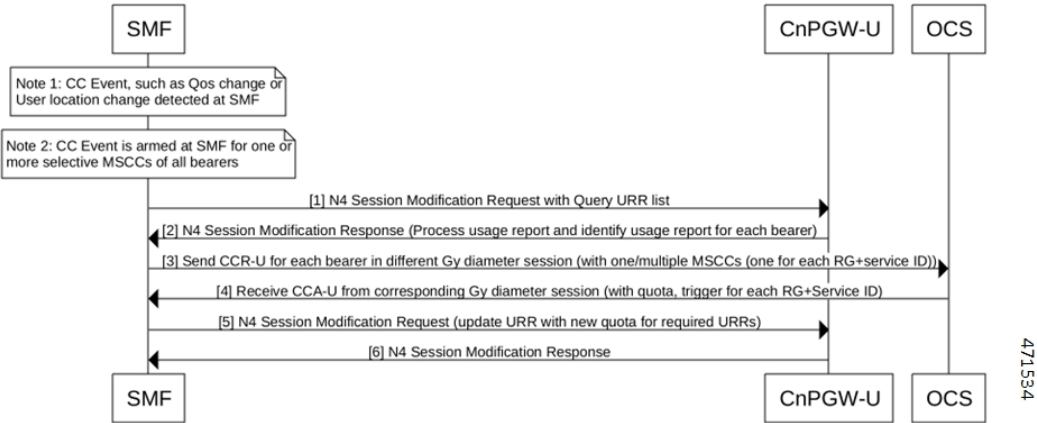 SMF
CnPGW-U
OCS
Note 1: CC Event, such as Qos change or
User location change detected at SMF
Note 2: CC Event is armed at SMF for one or
more selective MSCCs of all bearers
[1] N4 Session Modification Request with Query URR list
[2] N4 Session Modification Response (Process usage report and identify usage report for each bearer)
[3] Send CCR-U for each bearer in different Gy diameter session (with one/multiple MSCCs (one for each RG+service ID))
[4] Receive CCA-U from corresponding Gy diameter session (with quota, trigger for each RG+Service ID)
[5] N4 Session Modification Request (update URR with new quota for required URRs)
[6] N4 Session Modification Response
SMF
CnPGW-U
OCS
471534